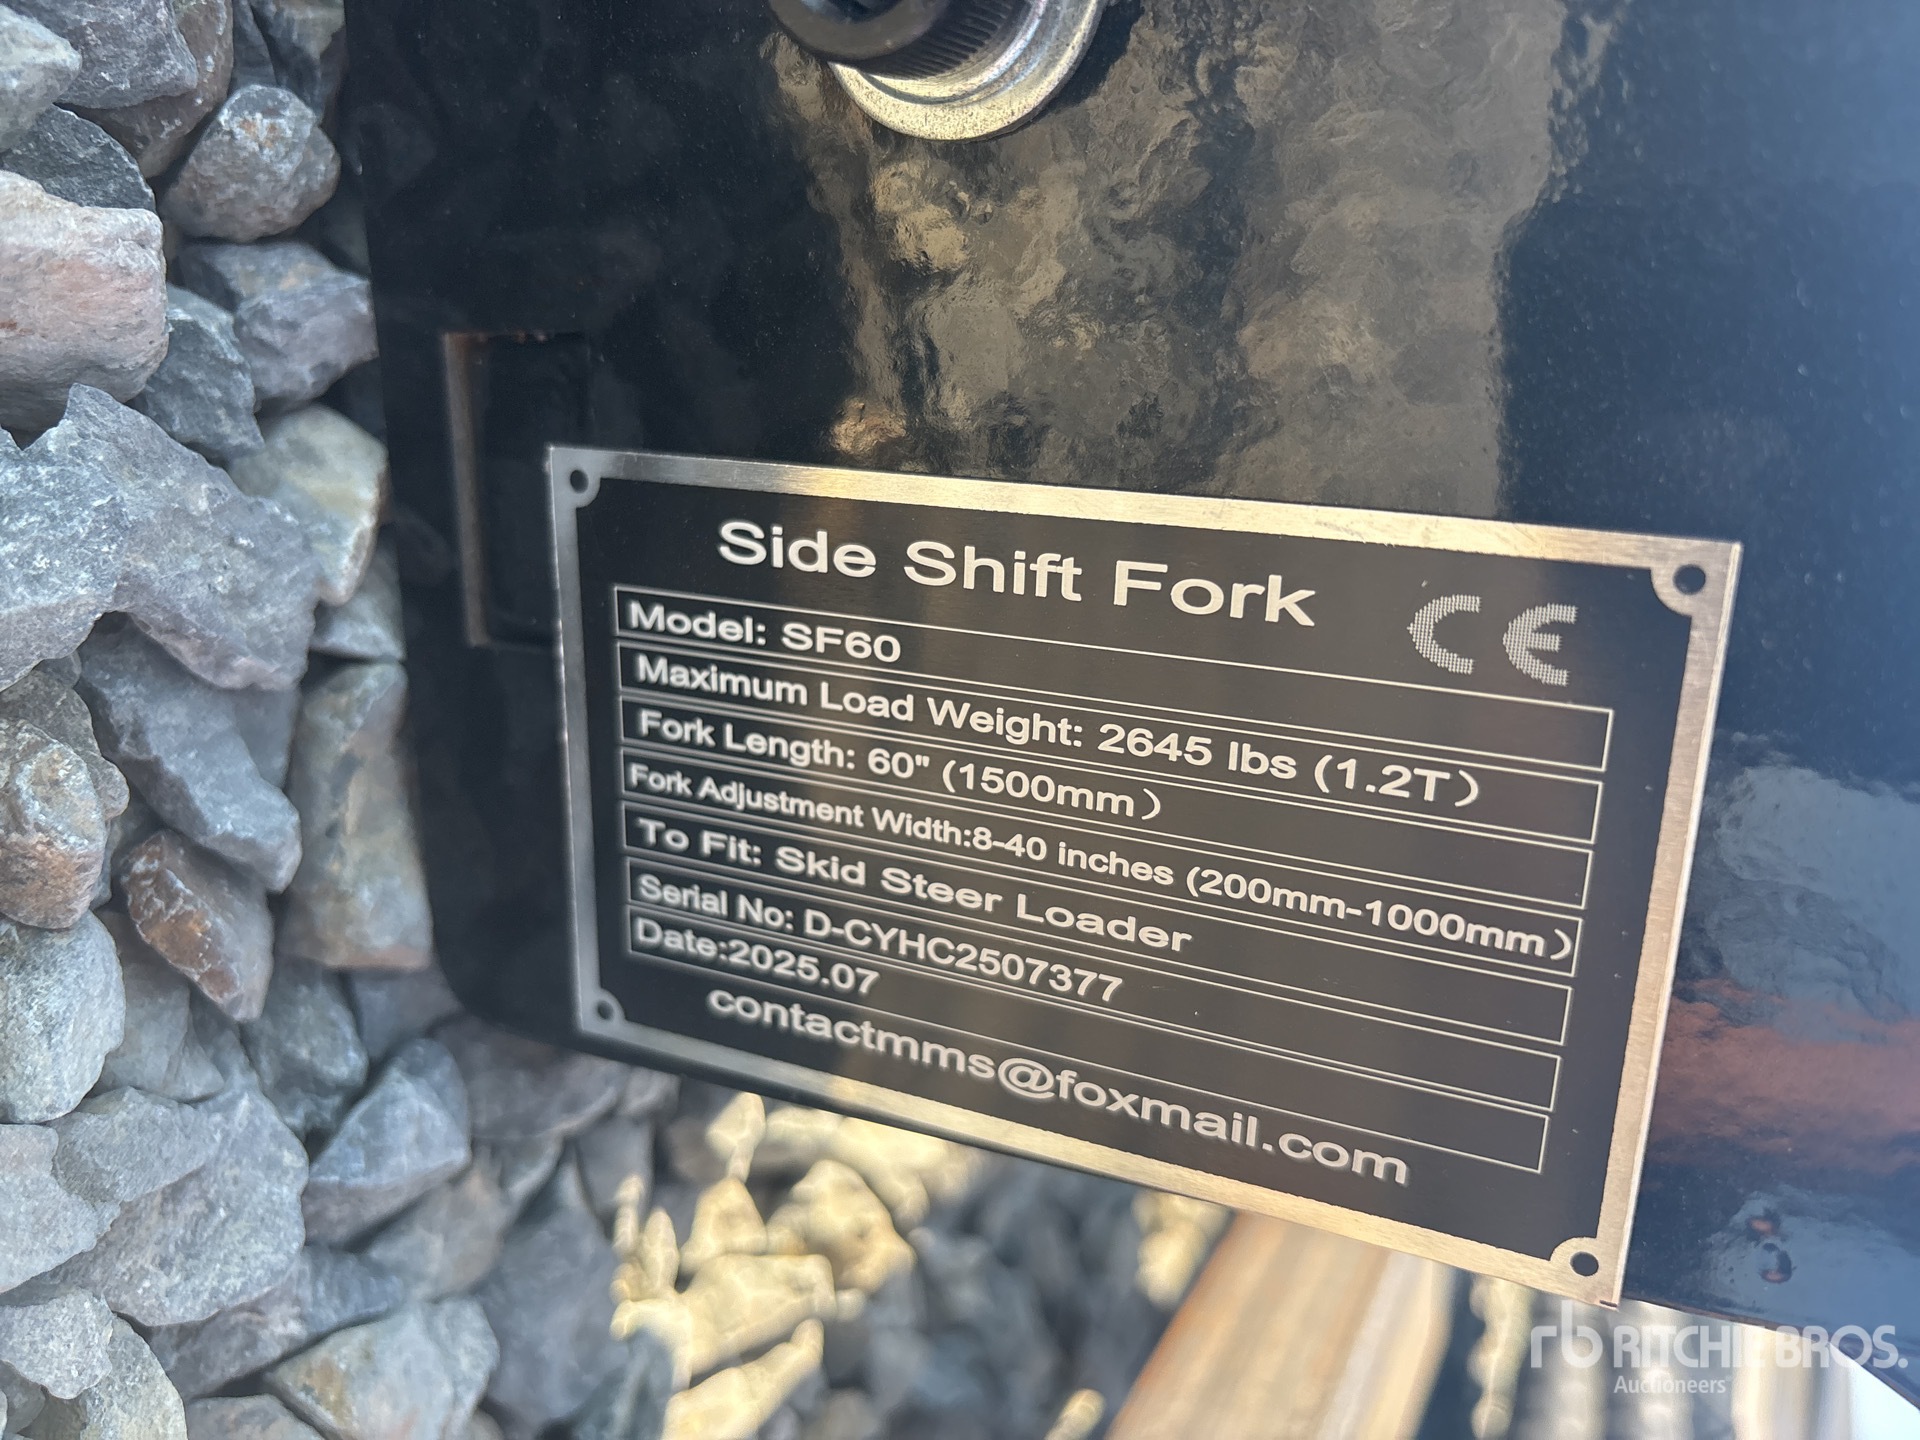 Side Shift Fork
CE
Model: SF60
Maximum Load Weight: 2645 lbs (1.2T)
Fork Length: 60" (1500mm)
Fork Adjustment Width:8-40 inches (200mm-1000mm)
To Fit: Skid Steer Loader
Serial No: D-CYHC2507377
Date:2025.07
contactmms@foxmail.com
rb RITCHIE BROS.
Auctioneers